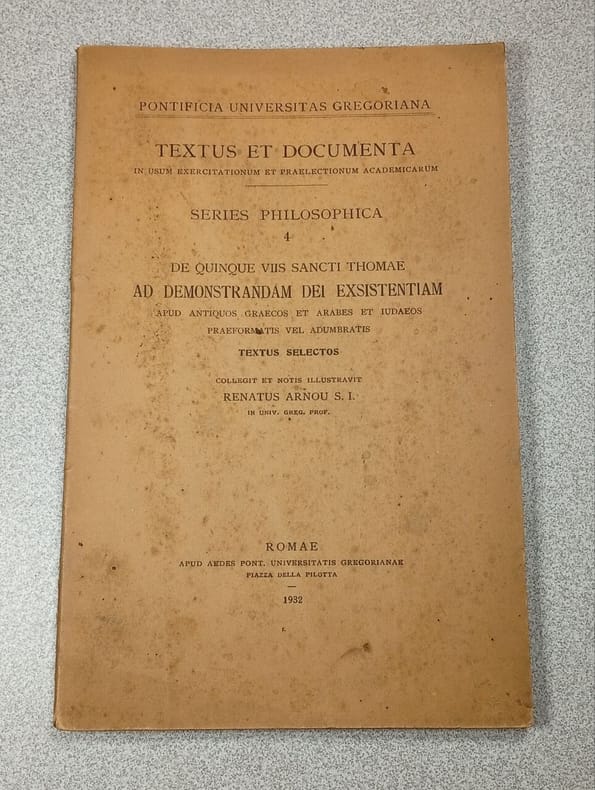 PONTIFICIA UNIVERSITAS GREGORIANA
TEXTUS ET DOCUMENTA
IN USUM EXERCITATIONUM ET PRAELECTIONUM ACADEMICARUM
SERIES PHILOSOPHICA
4
DE QUINQUE VIIS SANCTI THOMAE
AD DEMONSTRANDAM DEI EXSISTENTIAM
APUD ANTIQUOS GRAECOS ET ARABES ET IUDAEOS
PRAEFORMATIS VEL ADUMBRATIS
TEXTUS SELECTOS
COLLEGIT ET NOTIS ILLUSTRAVIT
RENATUS ARNOU S. I.
IN UNIV. GREG. PROF.
ROMAE
APUD AEDES PONT. UNIVERSITATIS GREGORIANAE
PIAZZA DELLA PILOTTA
1932